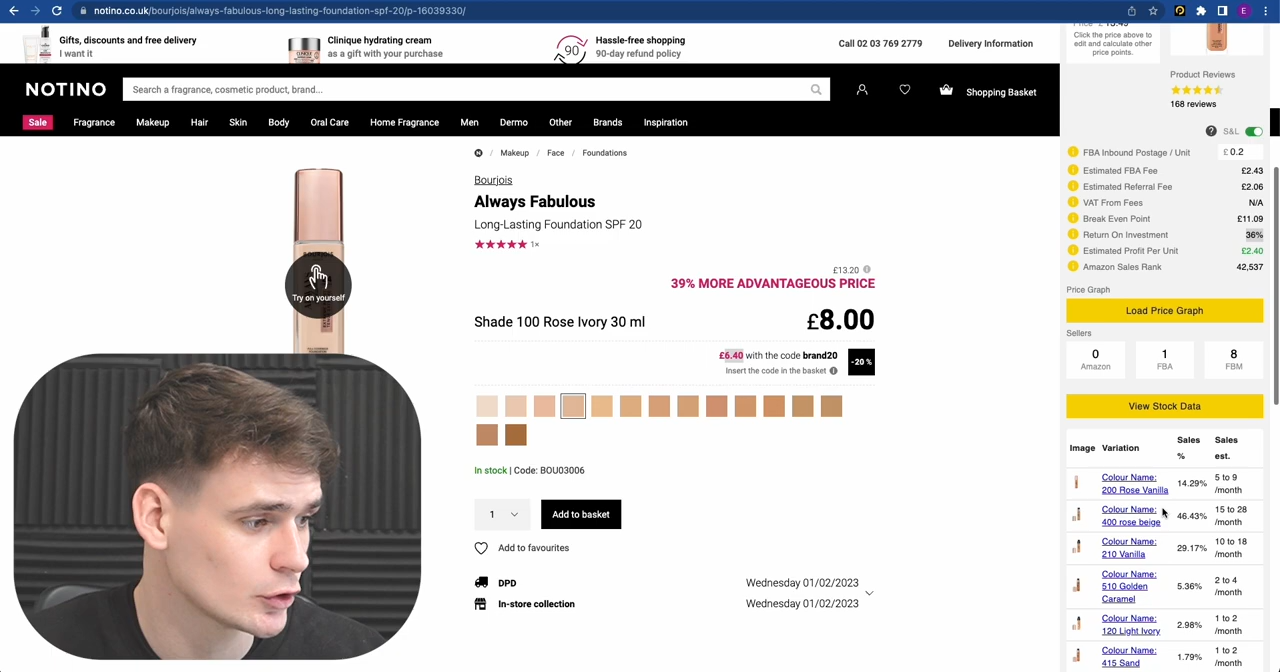 notino.co.uk/bourjois/always-fabulous-long-lasting-foundation-spf-20/p-16039330/
E
Gifts, discounts and free delivery
I want it
Clinique hydrating cream
as a gift with your purchase
90
Hassle-free shopping
90-day refund policy
Call 02 03 769 2779
Delivery Information
NOTINO
Search a fragrance, cosmetic product, brand...
Shopping Basket
Sale
Fragrance
Makeup
Hair
Skin
Body
Oral Care
Home Fragrance
Men
Dermo
Other
Brands
Inspiration
/ Makeup / Face / Foundations
Bourjois
Always Fabulous
Long-Lasting Foundation SPF 20
1×
Try on yourself
£13.20
39% MORE ADVANTAGEOUS PRICE
Shade 100 Rose Ivory 30 ml
£8.00
£6.40 with the code brand20
Insert the code in the basket
-20 %
In stock | Code: BOU03006
1
Add to basket
Add to favourites
DPD
Wednesday 01/02/2023
In-store collection
Wednesday 01/02/2023
Click the price above to
edit and calculate other
price points.
Product Reviews
168 reviews
? S&L
FBA Inbound Postage / Unit £ 0.2
Estimated FBA Fee £2.43
Estimated Referral Fee £2.06
VAT From Fees N/A
Break Even Point £11.09
Return On Investment 36%
Estimated Profit Per Unit £2.40
Amazon Sales Rank 42,537
Price Graph
Load Price Graph
Sellers
0
Amazon
1
FBA
8
FBM
View Stock Data
Image Variation Sales % Sales est.
Colour Name: 200 Rose Vanilla 14.29% 5 to 9 /month
Colour Name: 400 rose beige 46.43% 15 to 28 /month
Colour Name: 210 Vanilla 29.17% 10 to 18 /month
Colour Name: 510 Golden Caramel 5.36% 2 to 4 /month
Colour Name: 120 Light Ivory 2.98% 1 to 2 /month
Colour Name: 415 Sand 1.79% 1 to 2 /month